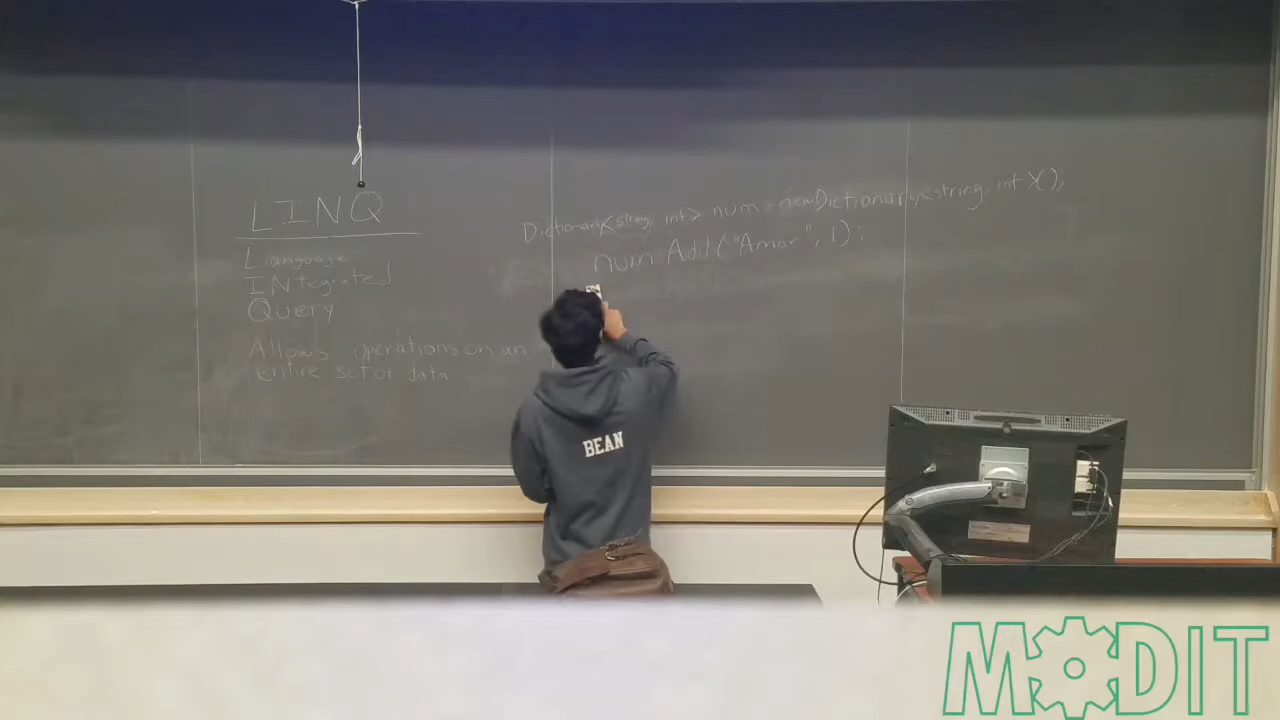 LINQ
Language
INtegrated
Query
Allows operations on an
entire set of data
Dictionary<string, int> num = new Dictionary<string, int>();
num.Add("Amar", 1);
BEAN
MODIT